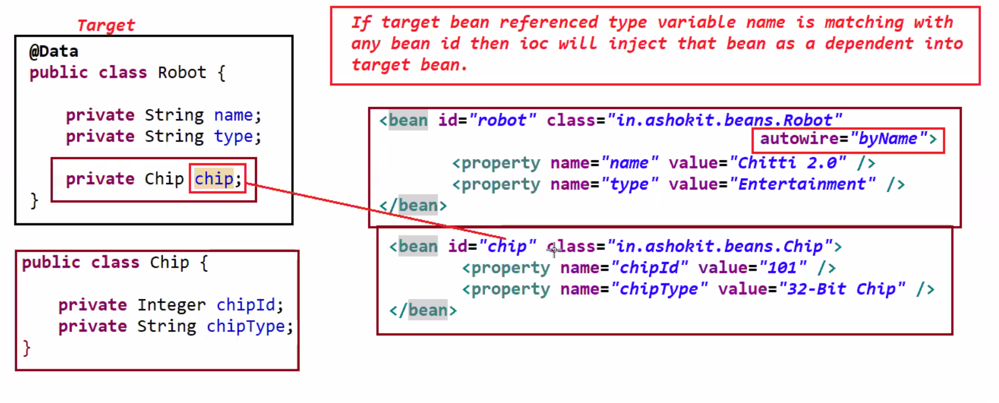 Target
@Data
public class Robot {
private String name;
private String type;
private Chip chip;
}
public class Chip {
private Integer chipId;
private String chipType;
}
If target bean referenced type variable name is matching with
any bean id then ioc will inject that bean as a dependent into
target bean.
<bean id="robot" class="in.ashokit.beans.Robot"
autowire="byName">
<property name="name" value="Chitti 2.0" />
<property name="type" value="Entertainment" />
</bean>
<bean id="chip" class="in.ashokit.beans.Chip">
<property name="chipId" value="101" />
<property name="chipType" value="32-Bit Chip" />
</bean>